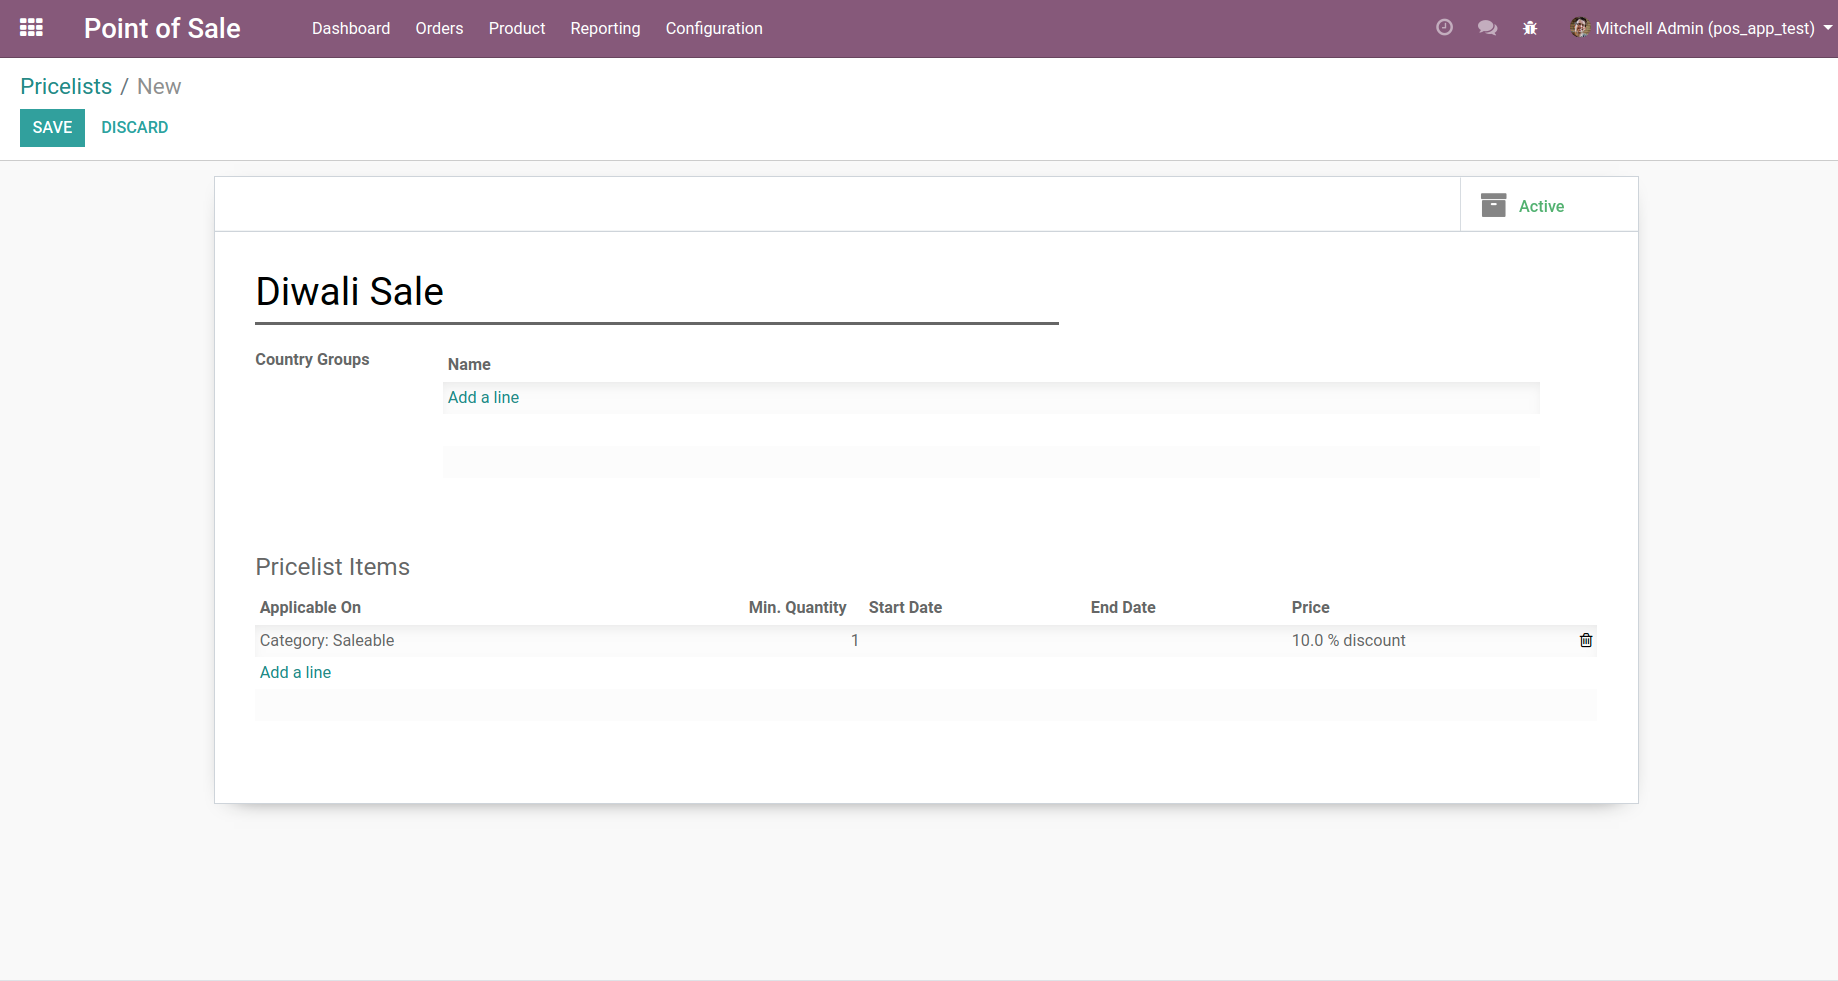 Point of Sale Dashboard Orders Product Reporting Configuration Mitchell Admin (pos_app_test)
Pricelists / New
SAVE DISCARD
Active
Diwali Sale
Country Groups
Name
Add a line
Pricelist Items
Applicable On Min. Quantity Start Date End Date Price
Category: Saleable 1 10.0 % discount
Add a line